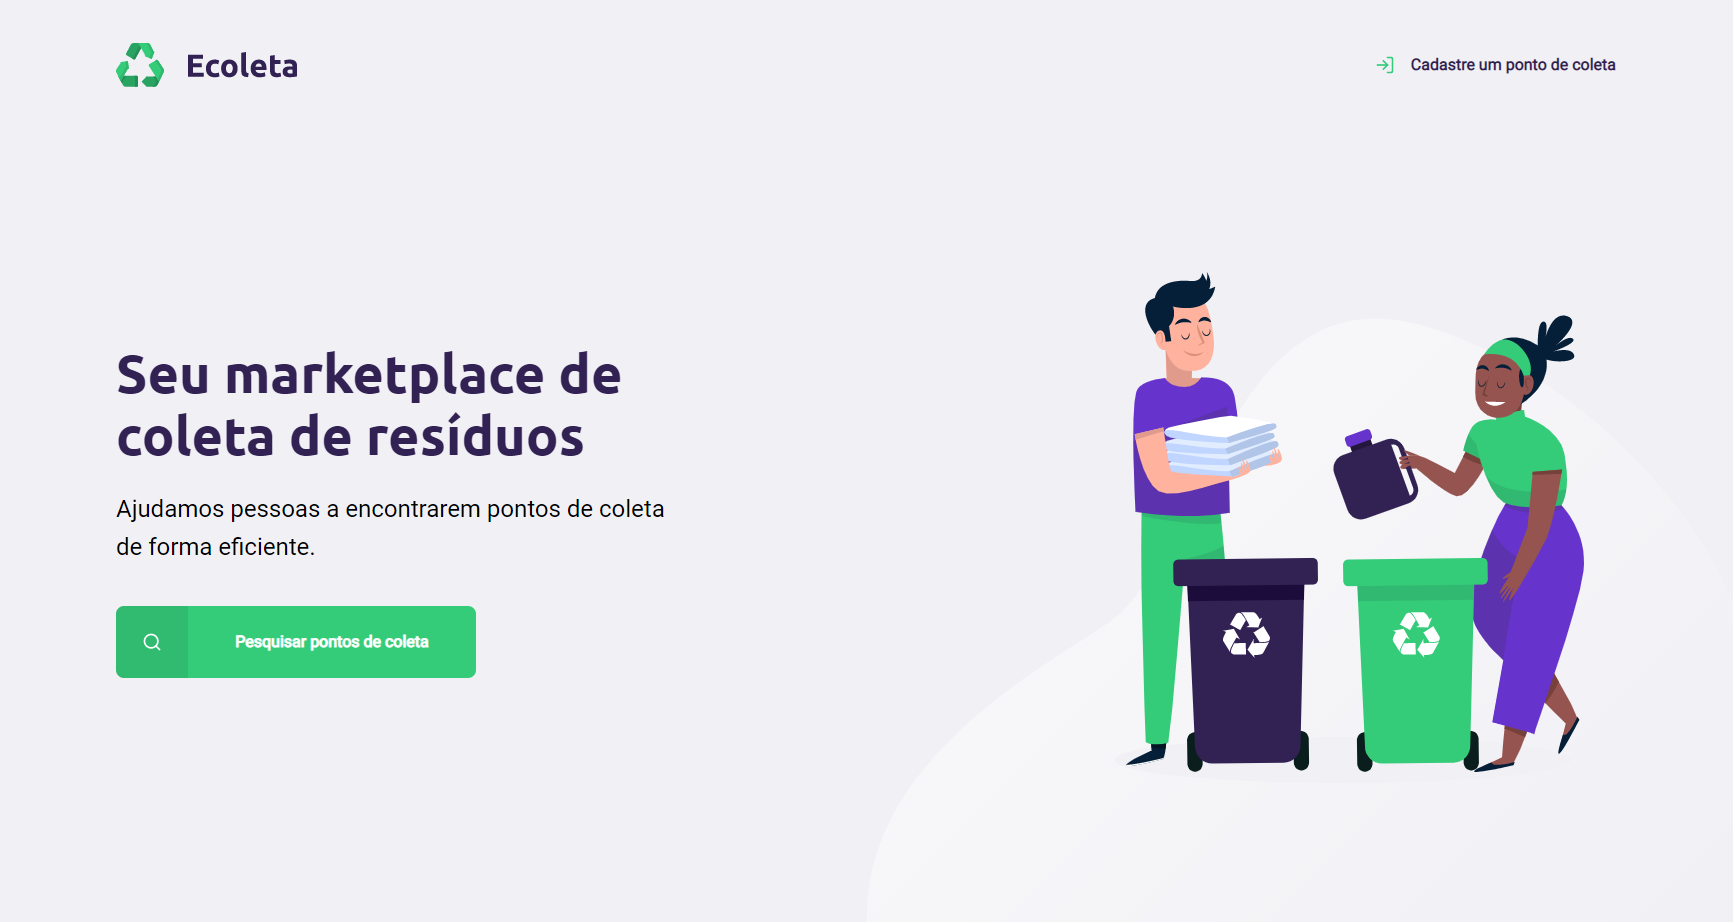 Ecoleta
Cadastre um ponto de coleta
Seu marketplace de
coleta de resíduos
Ajudamos pessoas a encontrarem pontos de coleta
de forma eficiente.
Pesquisar pontos de coleta